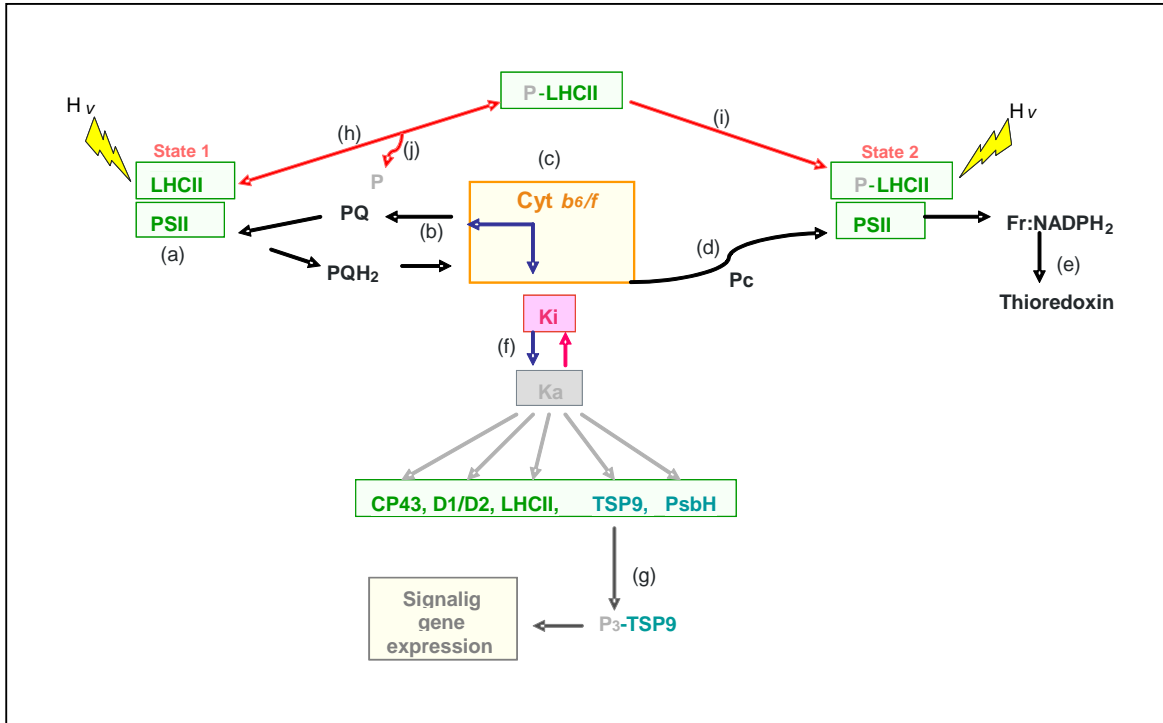 P-LHCII
H v
H v
(h)
(i)
(j)
State 1
State 2
(c)
P
LHCII
P-LHCII
Cyt b6/f
PSII
PQ
(b)
PSII
Fr:NADPH2
(a)
(d)
PQH2
Pc
(e)
Thioredoxin
Ki
(f)
Ka
CP43, D1/D2, LHCII, TSP9, PsbH
(g)
Signalig
gene
expression
P3-TSP9